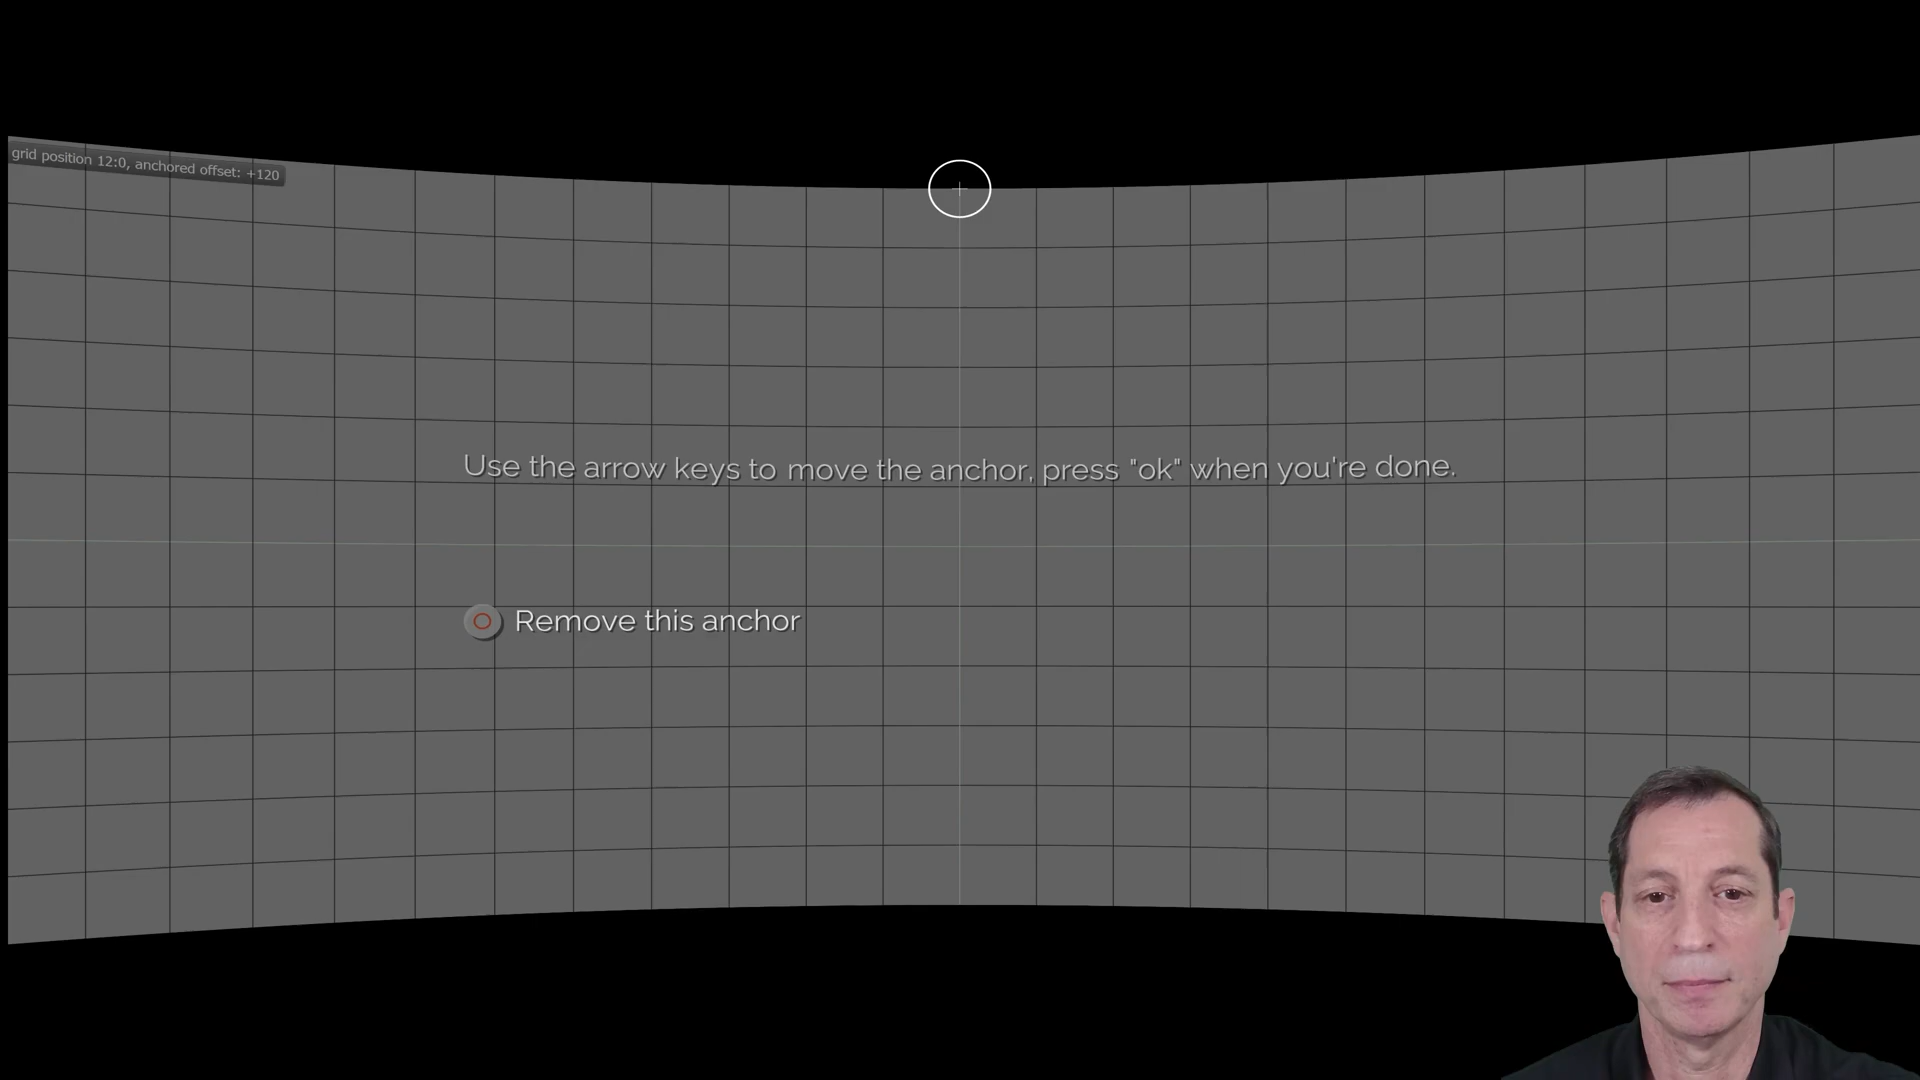 grid position 12:0, anchored offset: +120
Use the arrow keys to move the anchor, press "ok" when you're done.
Remove this anchor